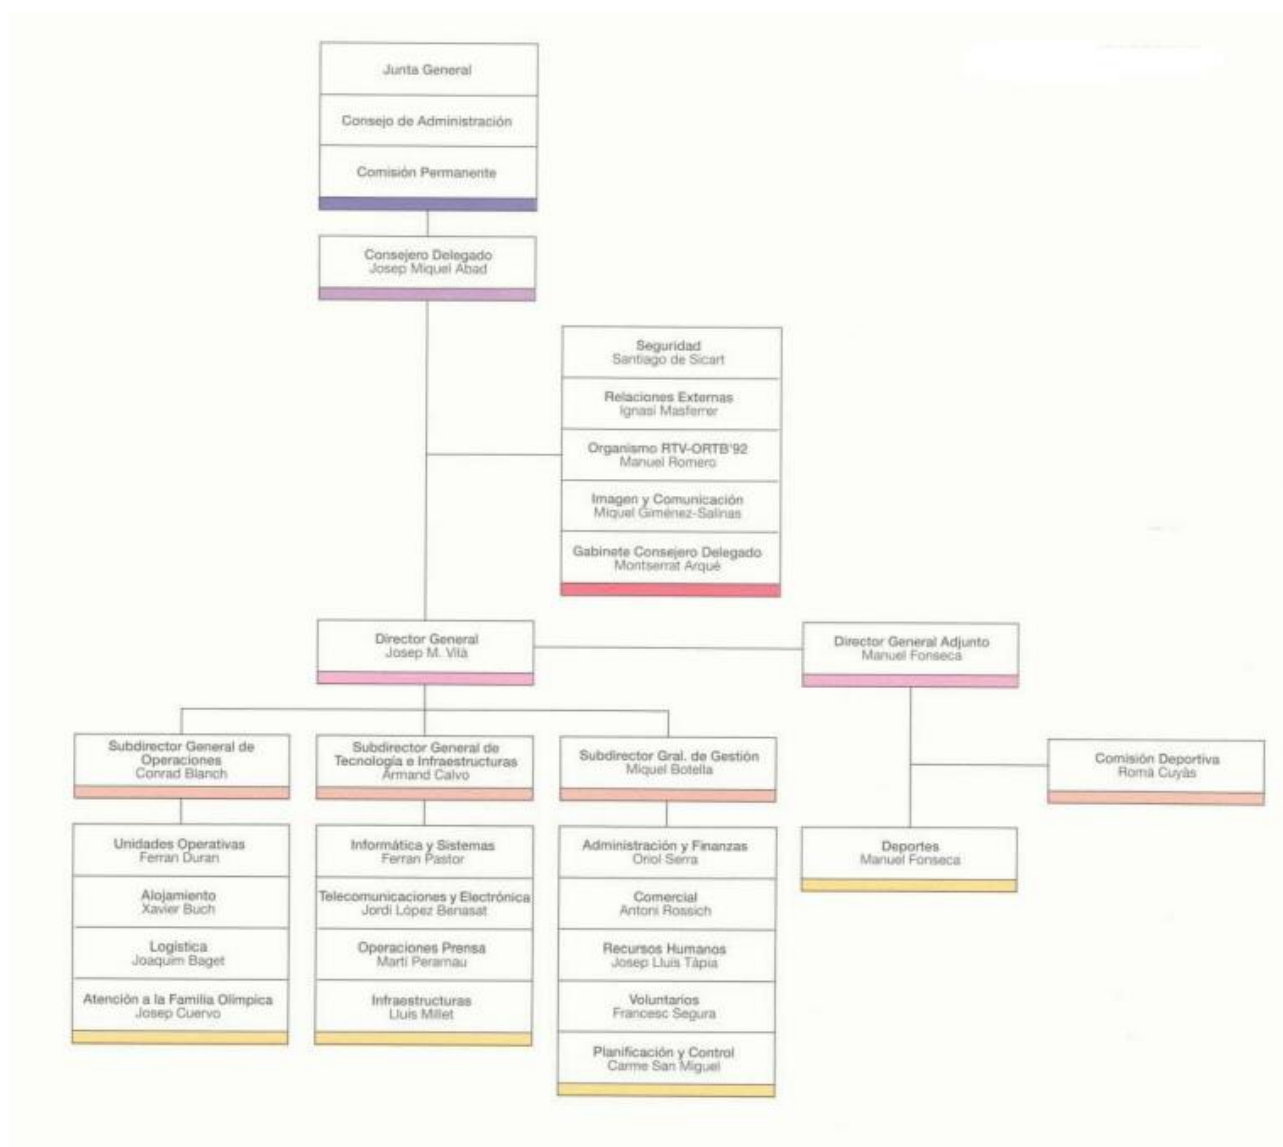 Junta General
Consejo de Administración
Comisión Permanente
Consejero Delegado
Josep Miquel Abad
Seguridad
Santiago de Sicart
Relaciones Externas
Ignasi Masferrer
Organismo RTV-ORTB'92
Manuel Romero
Imagen y Comunicación
Miquel Giménez-Salinas
Gabinete Consejero Delegado
Montserrat Arqué
Director General
Josep M. Vilà
Director General Adjunto
Manuel Fonseca
Subdirector General de
Operaciones
Conrad Blanch
Subdirector General de
Tecnología e Infraestructuras
Armand Calvo
Subdirector Gral. de Gestión
Miquel Botella
Comisión Deportiva
Romà Cuyàs
Unidades Operativas
Ferran Duran
Alojamiento
Xavier Buch
Logística
Joaquim Baget
Atención a la Familia Olímpica
Josep Cuervo
Informática y Sistemas
Ferran Pastor
Telecomunicaciones y Electrónica
Jordi López Benasat
Operaciones Prensa
Martí Perarnau
Infraestructuras
Lluís Millet
Administración y Finanzas
Oriol Serra
Comercial
Antoni Rossich
Recursos Humanos
Josep Lluís Tàpia
Voluntarios
Francesc Segura
Planificación y Control
Carme San Miguel
Deportes
Manuel Fonseca